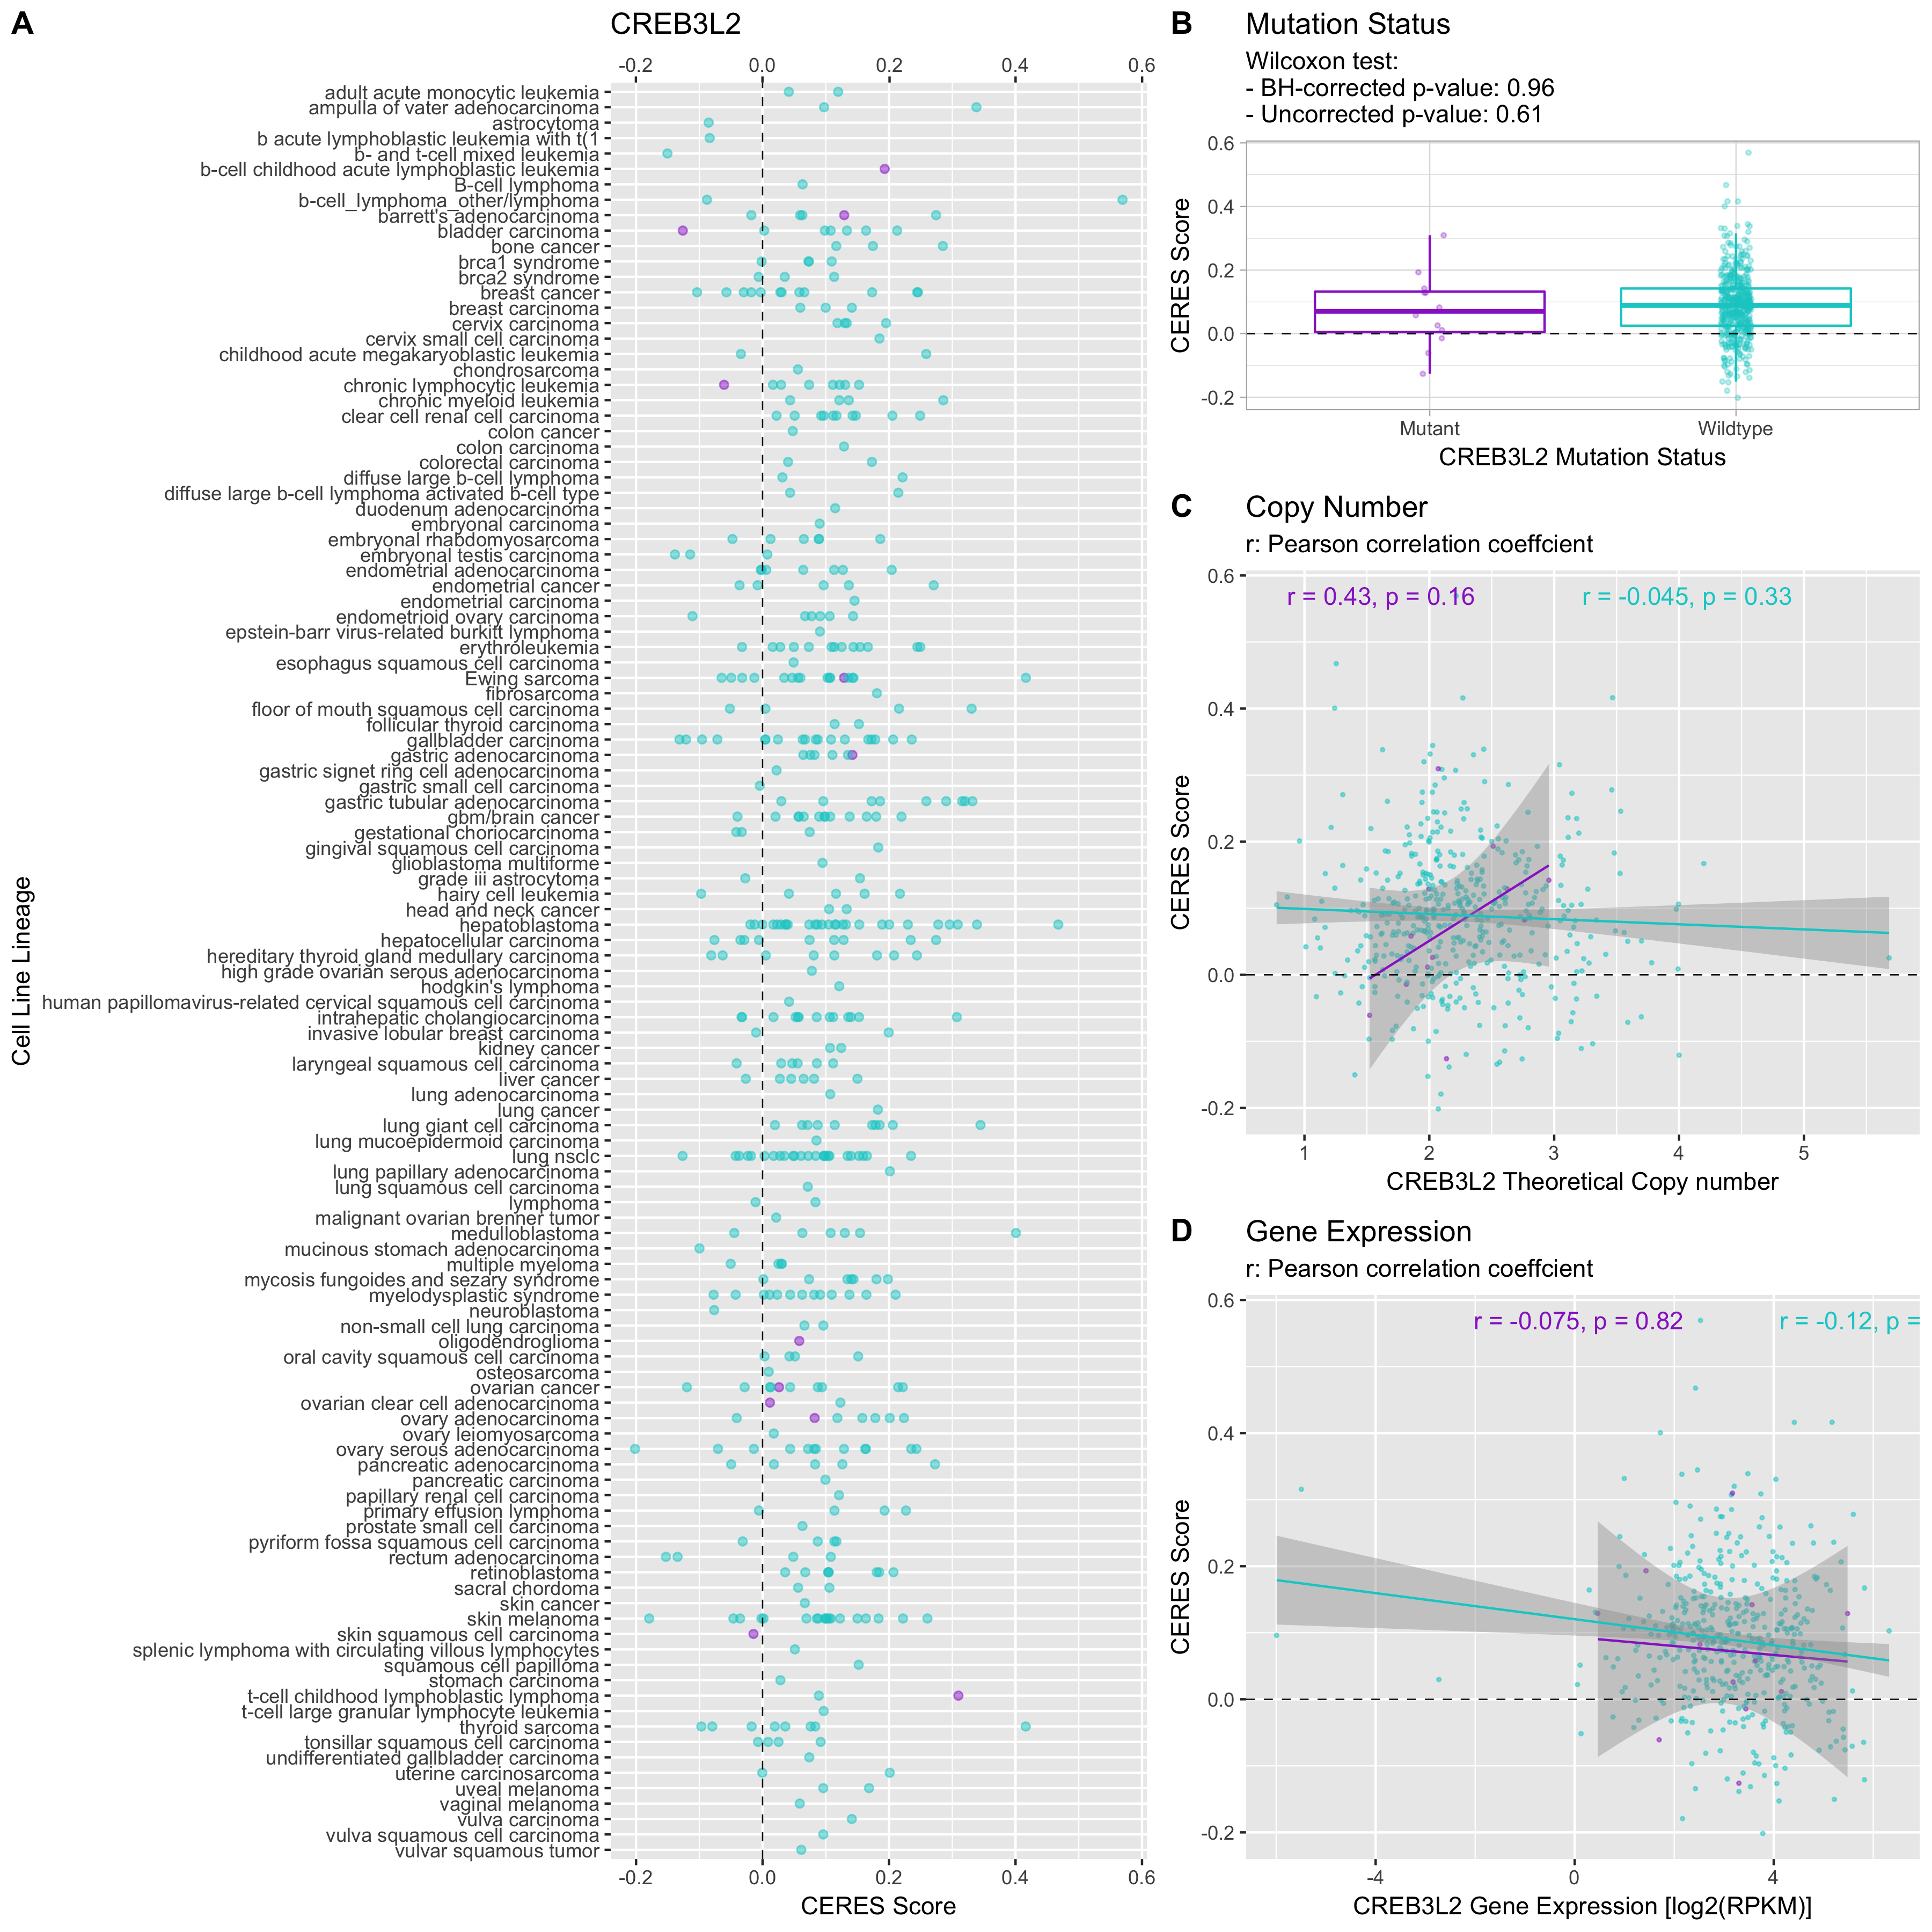 A
CREB3L2
-0.2 0.0 0.2 0.4 0.6
Cell Line Lineage
adult acute monocytic leukemia
ampulla of vater adenocarcinoma
astrocytoma
b acute lymphoblastic leukemia with t(1
b- and t-cell mixed leukemia
b-cell childhood acute lymphoblastic leukemia
B-cell lymphoma
b-cell_lymphoma_other/lymphoma
barrett's adenocarcinoma
bladder carcinoma
bone cancer
brca1 syndrome
brca2 syndrome
breast cancer
breast carcinoma
cervix carcinoma
cervix small cell carcinoma
childhood acute megakaryoblastic leukemia
chondrosarcoma
chronic lymphocytic leukemia
chronic myeloid leukemia
clear cell renal cell carcinoma
colon cancer
colon carcinoma
colorectal carcinoma
diffuse large b-cell lymphoma
diffuse large b-cell lymphoma activated b-cell type
duodenum adenocarcinoma
embryonal carcinoma
embryonal rhabdomyosarcoma
embryonal testis carcinoma
endometrial adenocarcinoma
endometrial cancer
endometrial carcinoma
endometrioid ovary carcinoma
epstein-barr virus-related burkitt lymphoma
erythroleukemia
esophagus squamous cell carcinoma
Ewing sarcoma
fibrosarcoma
floor of mouth squamous cell carcinoma
follicular thyroid carcinoma
gallbladder carcinoma
gastric adenocarcinoma
gastric signet ring cell adenocarcinoma
gastric small cell carcinoma
gastric tubular adenocarcinoma
gbm/brain cancer
gestational choriocarcinoma
gingival squamous cell carcinoma
glioblastoma multiforme
grade iii astrocytoma
hairy cell leukemia
head and neck cancer
hepatoblastoma
hepatocellular carcinoma
hereditary thyroid gland medullary carcinoma
high grade ovarian serous adenocarcinoma
hodgkin's lymphoma
human papillomavirus-related cervical squamous cell carcinoma
intrahepatic cholangiocarcinoma
invasive lobular breast carcinoma
kidney cancer
laryngeal squamous cell carcinoma
liver cancer
lung adenocarcinoma
lung cancer
lung giant cell carcinoma
lung mucoepidermoid carcinoma
lung nsclc
lung papillary adenocarcinoma
lung squamous cell carcinoma
lymphoma
malignant ovarian brenner tumor
medulloblastoma
mucinous stomach adenocarcinoma
multiple myeloma
mycosis fungoides and sezary syndrome
myelodysplastic syndrome
neuroblastoma
non-small cell lung carcinoma
oligodendroglioma
oral cavity squamous cell carcinoma
osteosarcoma
ovarian cancer
ovarian clear cell adenocarcinoma
ovary adenocarcinoma
ovary leiomyosarcoma
ovary serous adenocarcinoma
pancreatic adenocarcinoma
pancreatic carcinoma
papillary renal cell carcinoma
primary effusion lymphoma
prostate small cell carcinoma
pyriform fossa squamous cell carcinoma
rectum adenocarcinoma
retinoblastoma
sacral chordoma
skin cancer
skin melanoma
skin squamous cell carcinoma
splenic lymphoma with circulating villous lymphocytes
squamous cell papilloma
stomach carcinoma
t-cell childhood lymphoblastic lymphoma
t-cell large granular lymphocyte leukemia
thyroid sarcoma
tonsillar squamous cell carcinoma
undifferentiated gallbladder carcinoma
uterine carcinosarcoma
uveal melanoma
vaginal melanoma
vulva carcinoma
vulva squamous cell carcinoma
vulvar squamous tumor
-0.2 0.0 0.2 0.4 0.6
CERES Score
B
Mutation Status
Wilcoxon test:
- BH-corrected p-value: 0.96
- Uncorrected p-value: 0.61
CERES Score
0.6
0.4
0.2
0.0
-0.2
Mutant Wildtype
CREB3L2 Mutation Status
C
Copy Number
r: Pearson correlation coeffcient
r = 0.43, p = 0.16 r = -0.045, p = 0.33
CERES Score
0.6
0.4
0.2
0.0
-0.2
1 2 3 4 5
CREB3L2 Theoretical Copy number
D
Gene Expression
r: Pearson correlation coeffcient
r = -0.075, p = 0.82 r = -0.12, p =
CERES Score
0.6
0.4
0.2
0.0
-0.2
-4 0 4
CREB3L2 Gene Expression [log2(RPKM)]